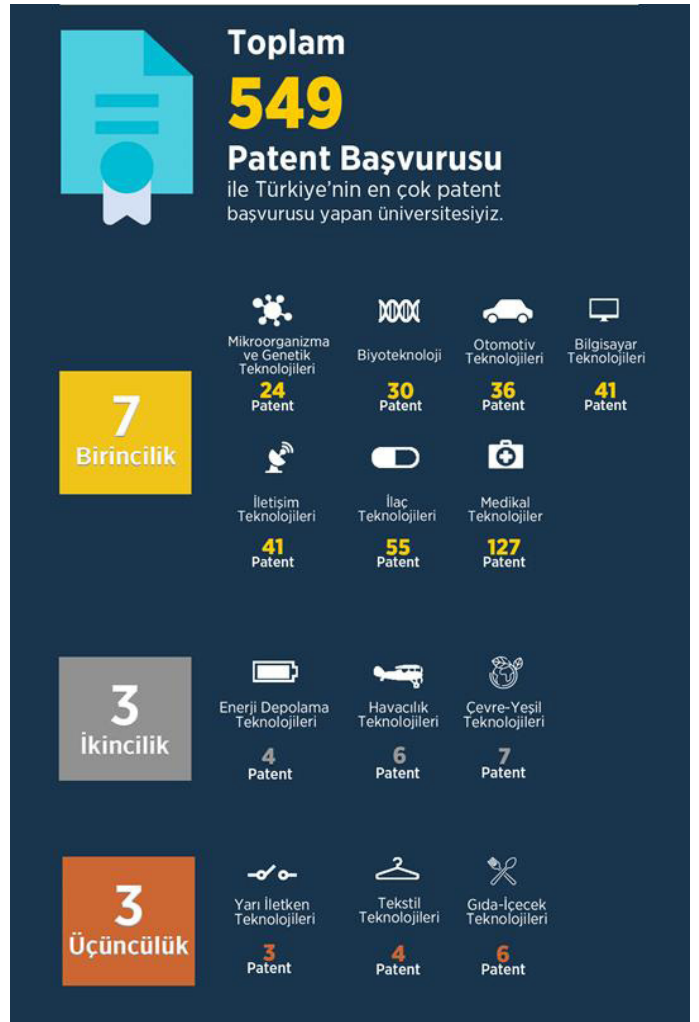 Toplam
549
Patent Başvurusu
ile Türkiye'nin en çok patent
başvurusu yapan üniversitesiyiz.
7
Birincilik
Mikroorganizma
ve Genetik
Teknolojileri
24
Patent
Biyoteknoloji
30
Patent
Otomotiv
Teknolojileri
36
Patent
Bilgisayar
Teknolojileri
41
Patent
İletişim
Teknolojileri
41
Patent
İlaç
Teknolojileri
55
Patent
Medikal
Teknolojiler
127
Patent
3
İkincilik
Enerji Depolama
Teknolojileri
4
Patent
Havacılık
Teknolojileri
6
Patent
Çevre-Yeşil
Teknolojileri
7
Patent
3
Üçüncülük
Yarı İletken
Teknolojileri
3
Patent
Tekstil
Teknolojileri
4
Patent
Gıda-İçecek
Teknolojileri
6
Patent